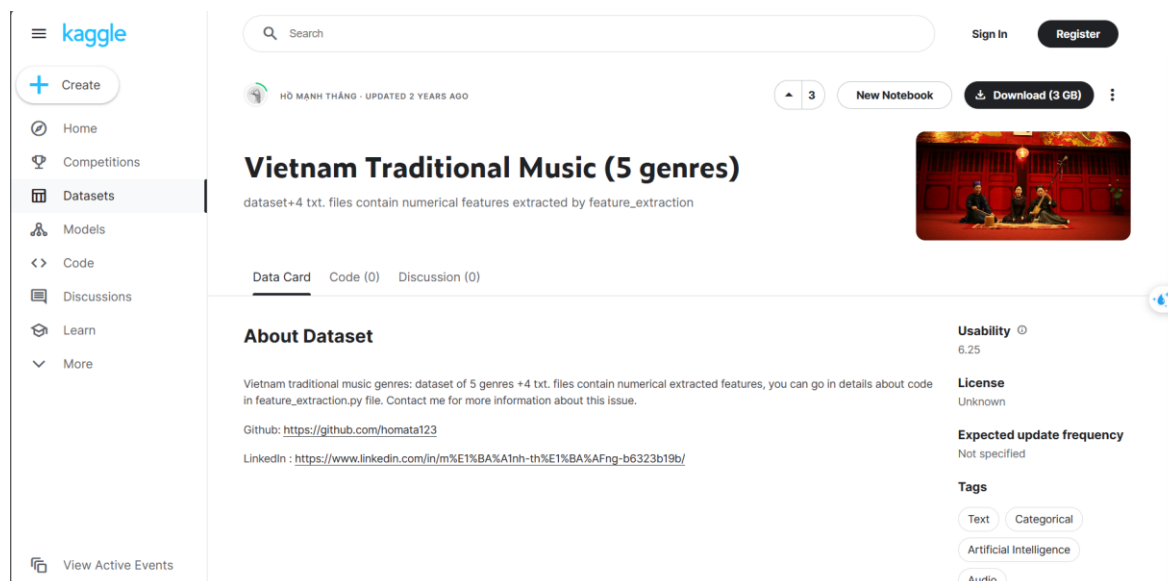 kaggle
Search
Sign In
Register
Create
Home
Competitions
Datasets
Models
Code
Discussions
Learn
More
View Active Events
HỒ MẠNH THẮNG · UPDATED 2 YEARS AGO
3
New Notebook
Download (3 GB)
Vietnam Traditional Music (5 genres)
dataset+4 txt. files contain numerical features extracted by feature_extraction
Data Card Code (0) Discussion (0)
About Dataset
Vietnam traditional music genres: dataset of 5 genres +4 txt. files contain numerical extracted features, you can go in details about code
in feature_extraction.py file. Contact me for more information about this issue.
Github: https://github.com/homata123
LinkedIn : https://www.linkedin.com/in/m%E1%BA%A1nh-th%E1%BA%AFng-b6323b19b/
Usability
6.25
License
Unknown
Expected update frequency
Not specified
Tags
Text Categorical
Artificial Intelligence
Audio